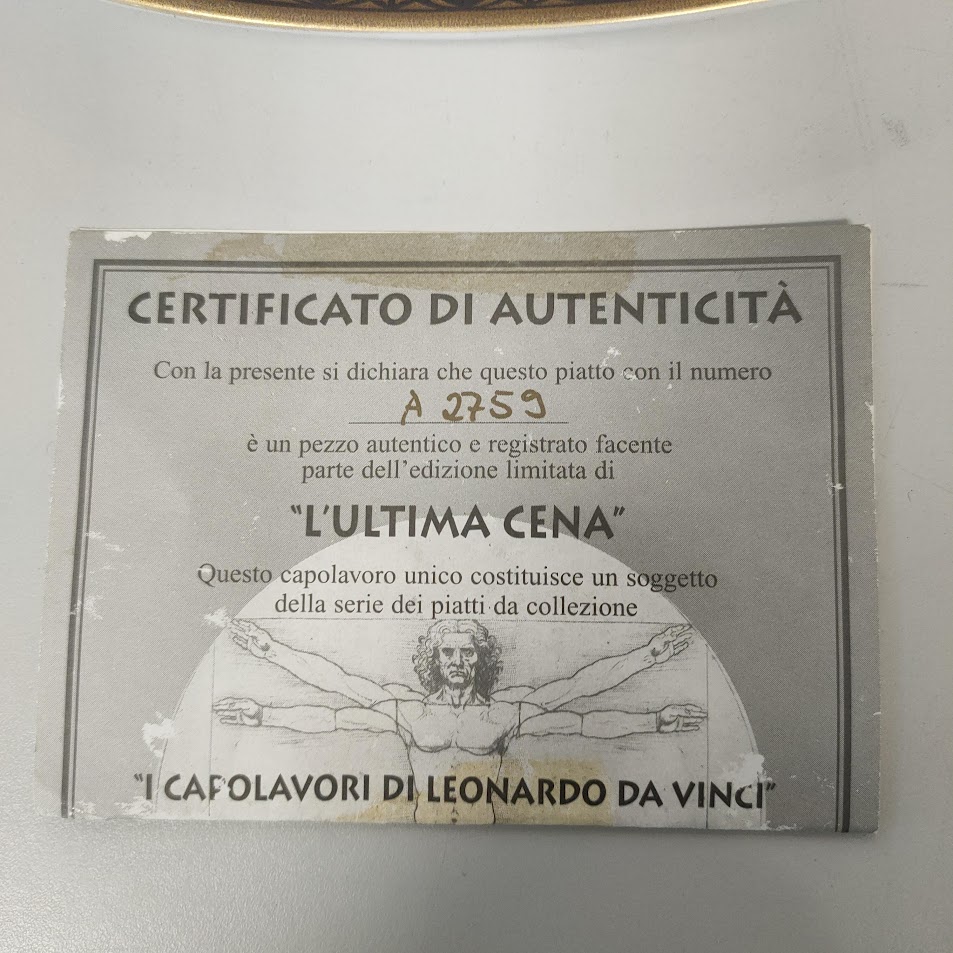 CERTIFICATO DI AUTENTICITÀ
Con la presente si dichiara che questo piatto con il numero
A 2759
è un pezzo autentico e registrato facente
parte dell'edizione limitata di
"L'ULTIMA CENA"
Questo capolavoro unico costituisce un soggetto
della serie dei piatti da collezione
"I CAPOLAVORI DI LEONARDO DA VINCI"